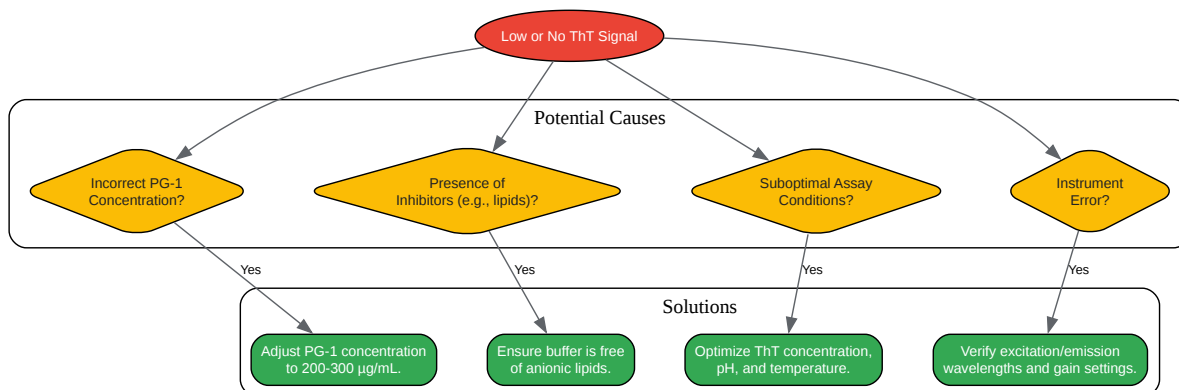 Low or No ThT Signal
Potential Causes
Incorrect PG-1
Concentration?
Presence of
Inhibitors (e.g., lipids)?
Suboptimal Assay
Conditions?
Instrument
Error?
Yes
Yes
Yes
Yes
Solutions
Adjust PG-1 concentration
to 200-300 µg/mL.
Ensure buffer is free
of anionic lipids.
Optimize ThT concentration,
pH, and temperature.
Verify excitation/emission
wavelengths and gain settings.